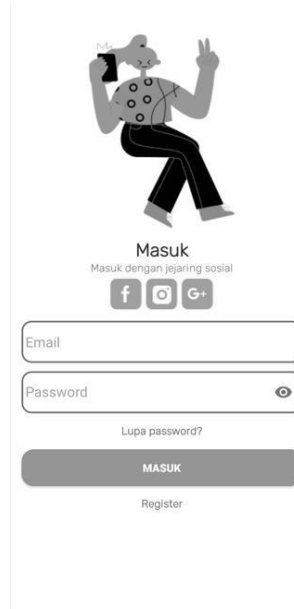 Masuk
Masuk dengan jejaring sosial
f G+
Email
Password
Lupa password?
MASUK
Register